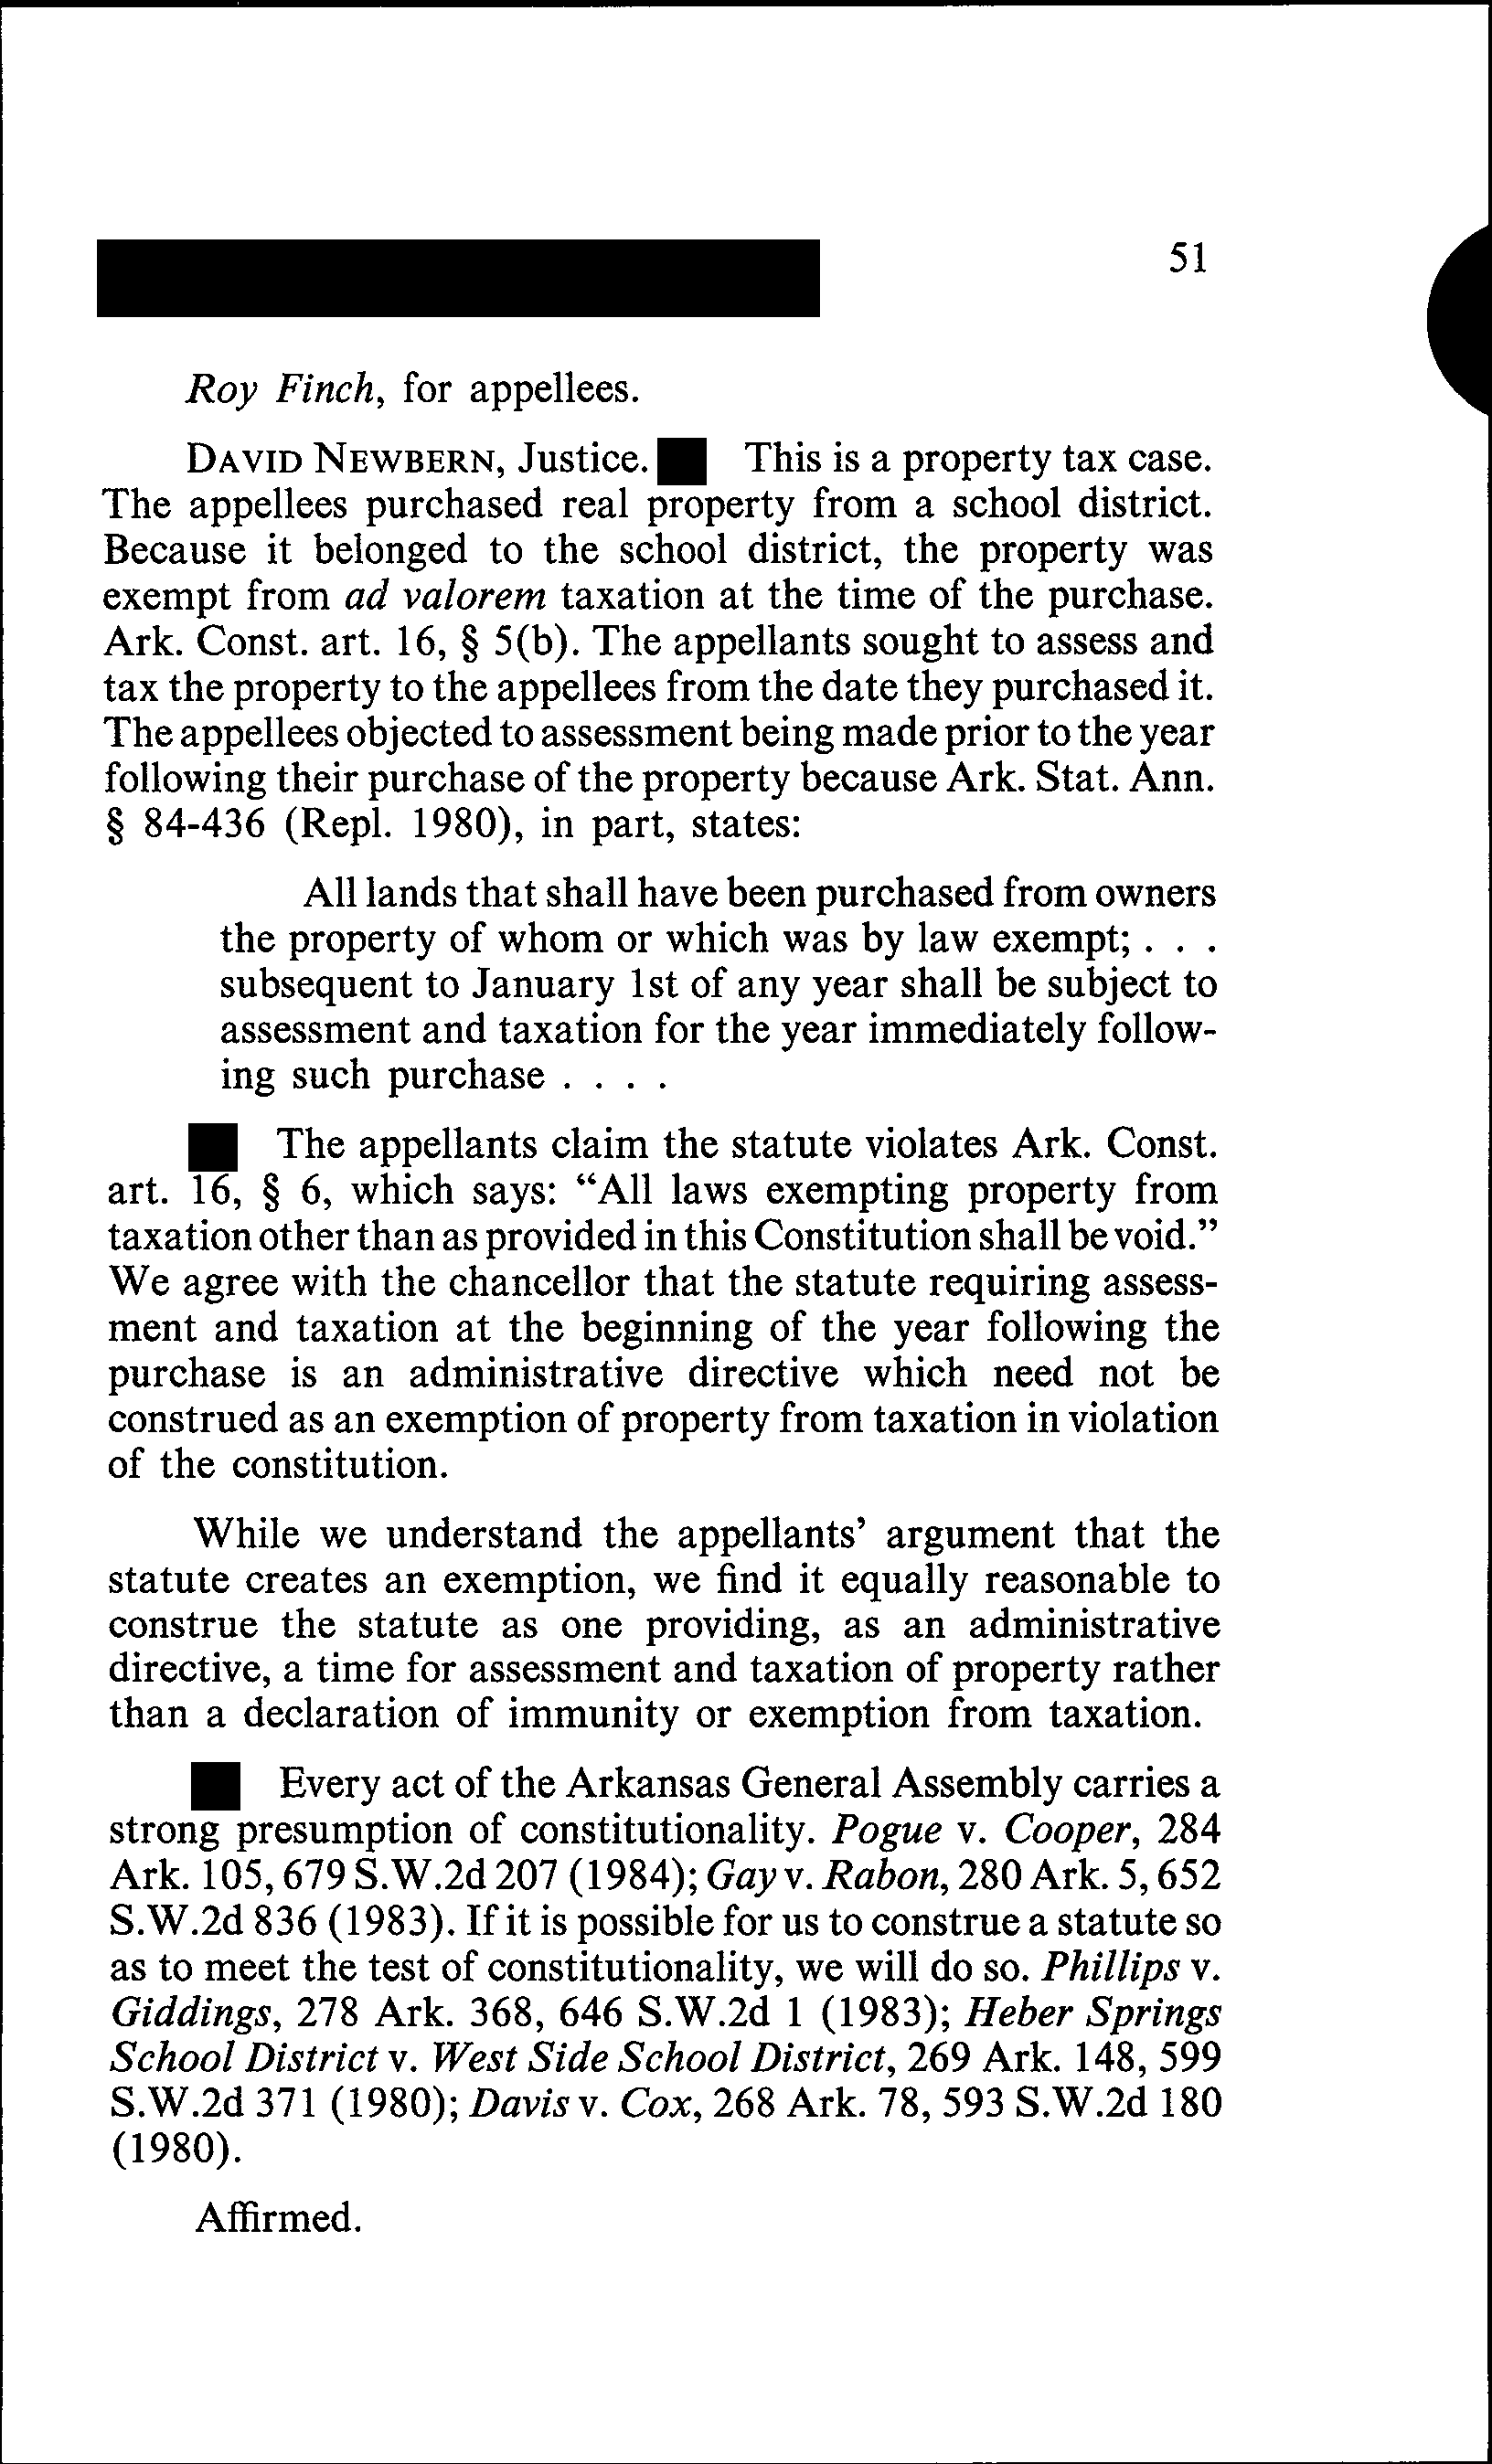 51
Roy Finch, for appellees.
DAVID NEWBERN, Justice. This is a property tax case.
The appellees purchased real property from a school district.
Because it belonged to the school district, the property was
exempt from ad valorem taxation at the time of the purchase.
Ark. Const. art. 16, § 5(b). The appellants sought to assess and
tax the property to the appellees from the date they purchased it.
The appellees objected to assessment being made prior to the year
following their purchase of the property because Ark. Stat. Ann.
§ 84-436 (Repl. 1980), in part, states:
All lands that shall have been purchased from owners
the property of whom or which was by law exempt; . . .
subsequent to January 1st of any year shall be subject to
assessment and taxation for the year immediately follow-
ing such purchase . . . .
The appellants claim the statute violates Ark. Const.
art. 16, § 6, which says: “All laws exempting property from
taxation other than as provided in this Constitution shall be void.”
We agree with the chancellor that the statute requiring assess-
ment and taxation at the beginning of the year following the
purchase is an administrative directive which need not be
construed as an exemption of property from taxation in violation
of the constitution.
While we understand the appellants’ argument that the
statute creates an exemption, we find it equally reasonable to
construe the statute as one providing, as an administrative
directive, a time for assessment and taxation of property rather
than a declaration of immunity or exemption from taxation.
Every act of the Arkansas General Assembly carries a
strong presumption of constitutionality. Pogue v. Cooper, 284
Ark. 105, 679 S.W.2d 207 (1984); Gay v. Rabon, 280 Ark. 5, 652
S.W.2d 836 (1983). If it is possible for us to construe a statute so
as to meet the test of constitutionality, we will do so. Phillips v.
Giddings, 278 Ark. 368, 646 S.W.2d 1 (1983); Heber Springs
School District v. West Side School District, 269 Ark. 148, 599
S.W.2d 371 (1980); Davis v. Cox, 268 Ark. 78, 593 S.W.2d 180
(1980).
Affirmed.